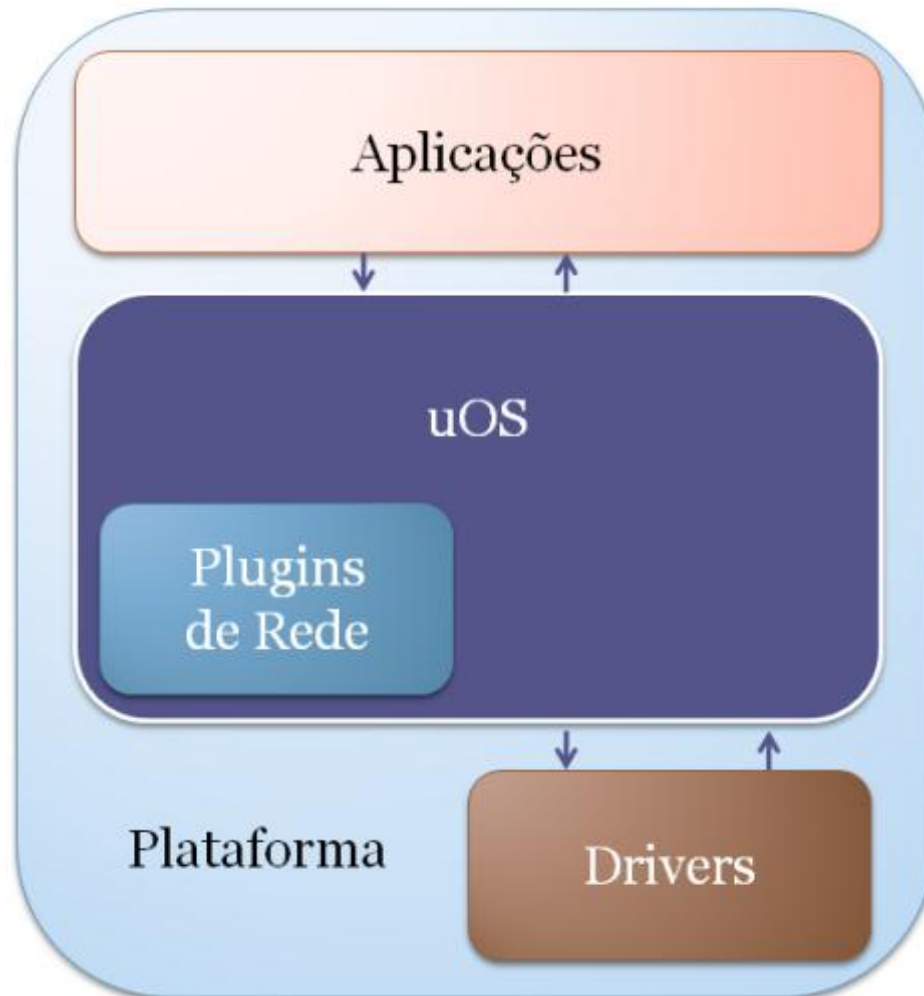 Aplicações
uOS
Plugins
de Rede
Plataforma
Drivers